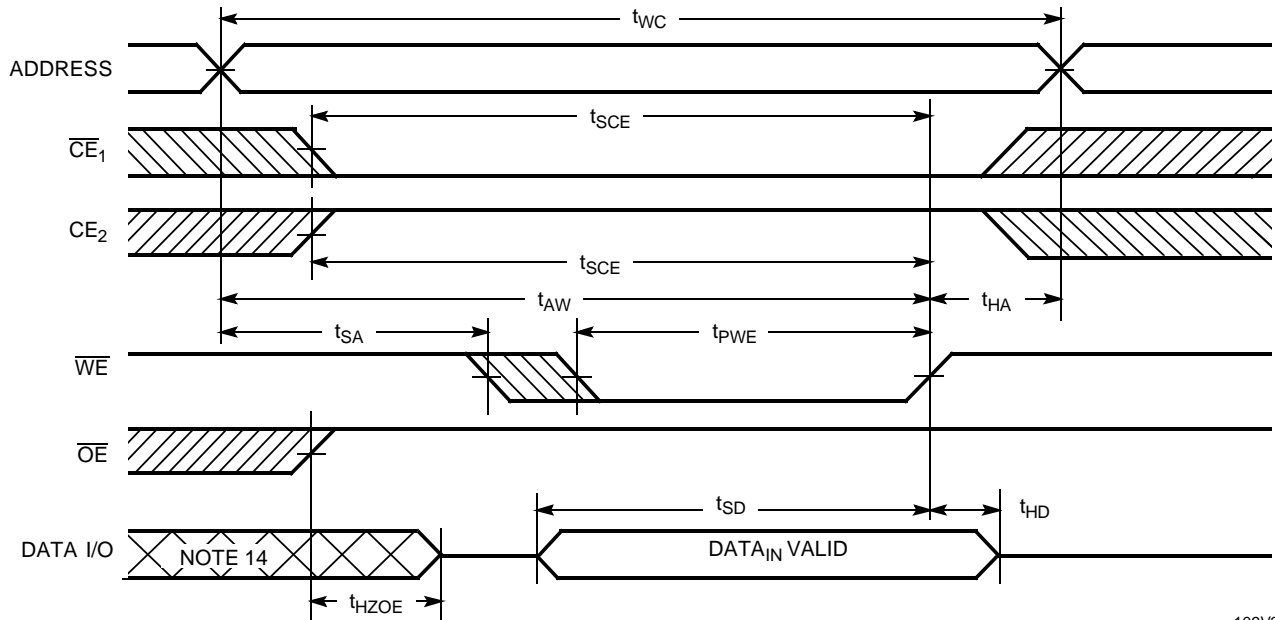 tWC
ADDRESS
tSCE
CE1
CE2
tSCE
tAW
tHA
tSA
tPWE
WE
OE
tSD
tHD
DATA I/O
NOTE 14
DATAIN VALID
tHZOE